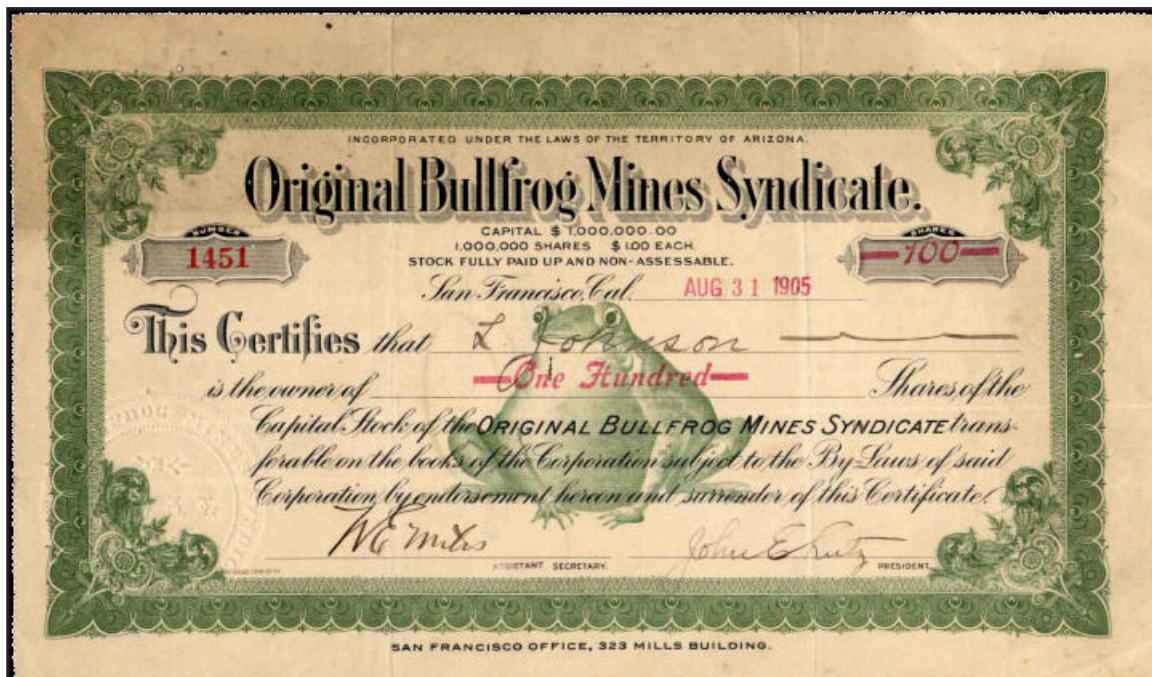 INCORPORATED UNDER THE LAWS OF THE TERRITORY OF ARIZONA.
Original Bullfrog Mines Syndicate.
CAPITAL $ 1,000,000.00
1,000,000 SHARES $1.00 EACH.
STOCK FULLY PAID UP AND NON-ASSESSABLE.
NUMBER
1451
SHARES
100
San Francisco, Cal. AUG 31 1905
This Certifies that L Johnson
is the owner of One Hundred Shares of the
Capital Stock of the ORIGINAL BULLFROG MINES SYNDICATE trans-
ferable on the books of the Corporation subject to the By Laws of said
Corporation by endorsement hereon and surrender of this Certificate.
ASSISTANT SECRETARY.
PRESIDENT.
SAN FRANCISCO OFFICE, 323 MILLS BUILDING.